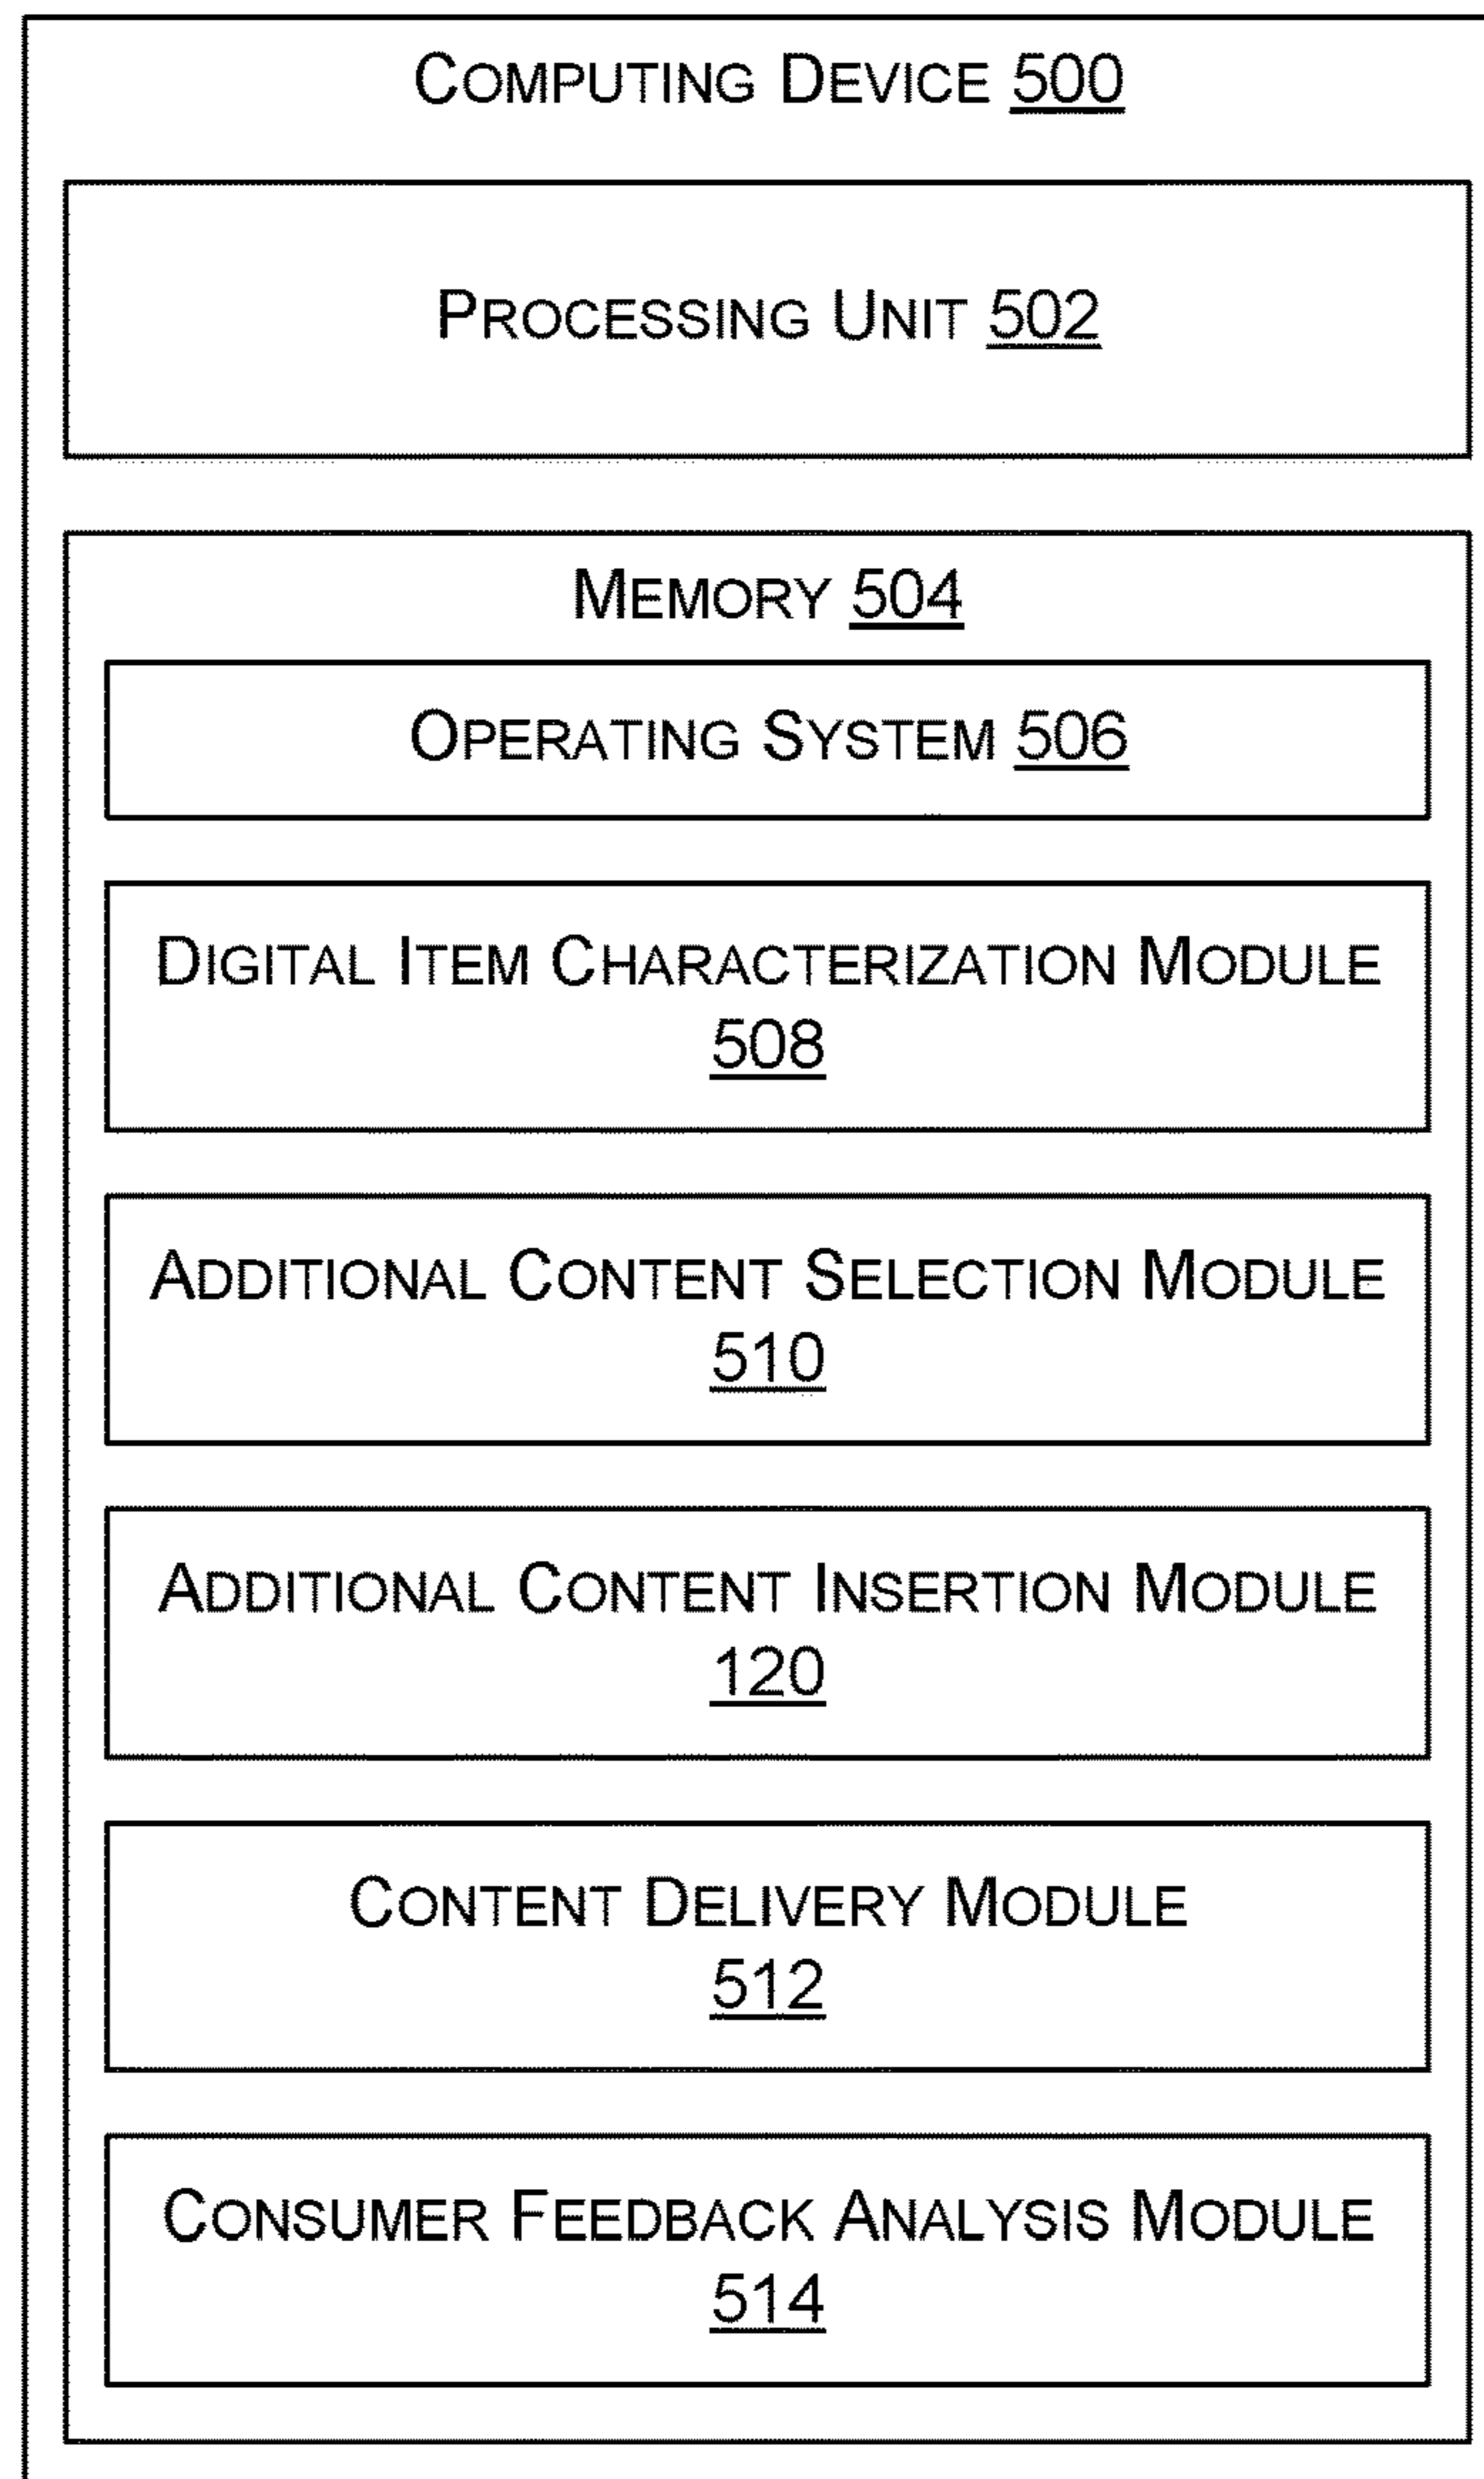 COMPUTING DEVICE 500
PROCESSING UNIT 502
MEMORY 504
OPERATING SYSTEM 506
DIGITAL ITEM CHARACTERIZATION MODULE
508
ADDITIONAL CONTENT SELECTION MODULE
510
ADDITIONAL CONTENT INSERTION MODULE
120
CONTENT DELIVERY MODULE
512
CONSUMER FEEDBACK ANALYSIS MODULE
514